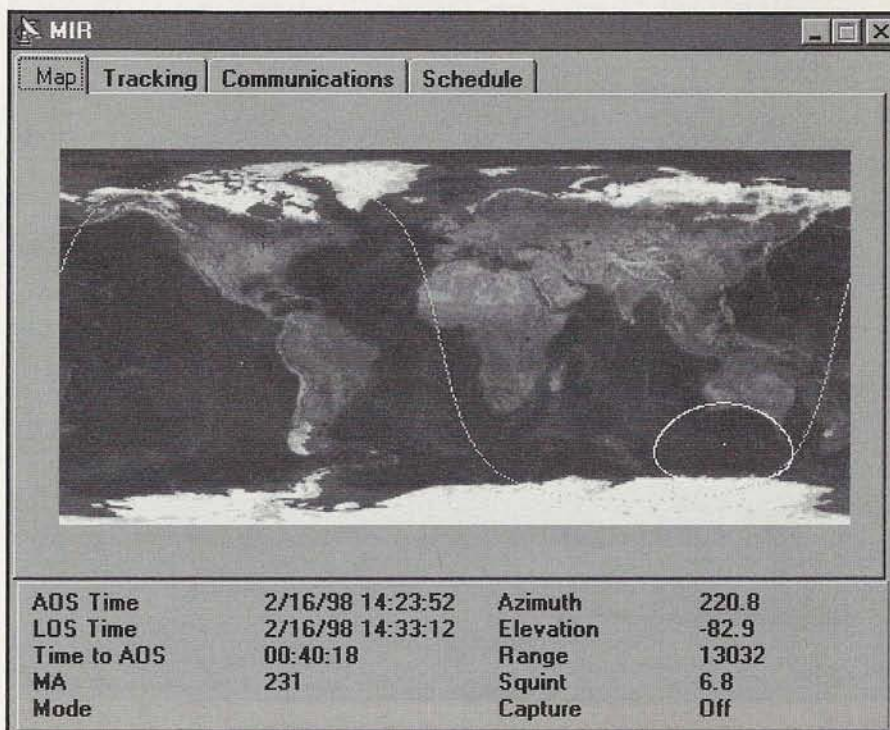 MIR
Map Tracking Communications Schedule
AOS Time 2/16/98 14:23:52 Azimuth 220.8
LOS Time 2/16/98 14:33:12 Elevation -82.9
Time to AOS 00:40:18 Range 13032
MA 231 Squint 6.8
Mode Capture Off